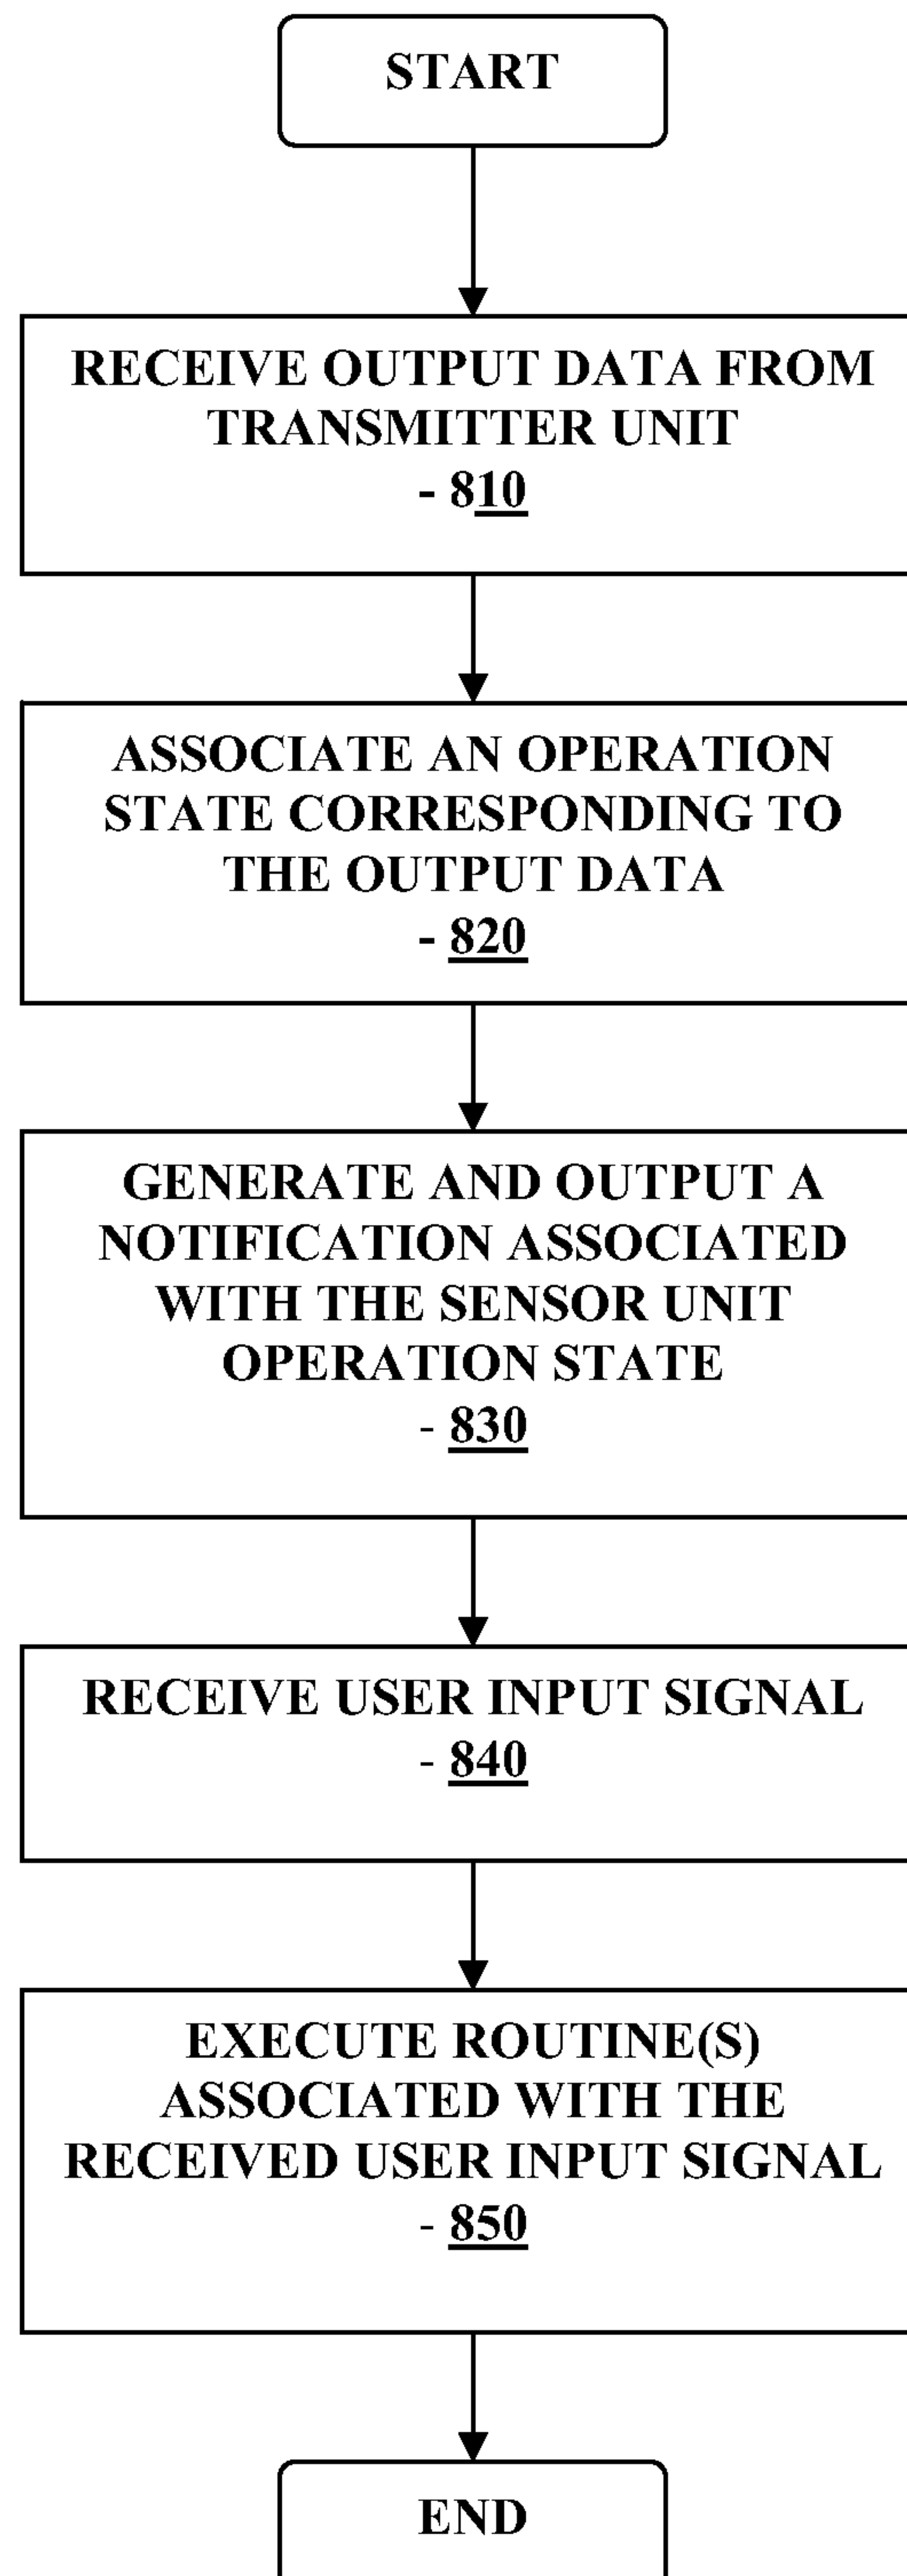 START
RECEIVE OUTPUT DATA FROM
TRANSMITTER UNIT
- 810
ASSOCIATE AN OPERATION
STATE CORRESPONDING TO
THE OUTPUT DATA
- 820
GENERATE AND OUTPUT A
NOTIFICATION ASSOCIATED
WITH THE SENSOR UNIT
OPERATION STATE
- 830
RECEIVE USER INPUT SIGNAL
- 840
EXECUTE ROUTINE(S)
ASSOCIATED WITH THE
RECEIVED USER INPUT SIGNAL
- 850
END